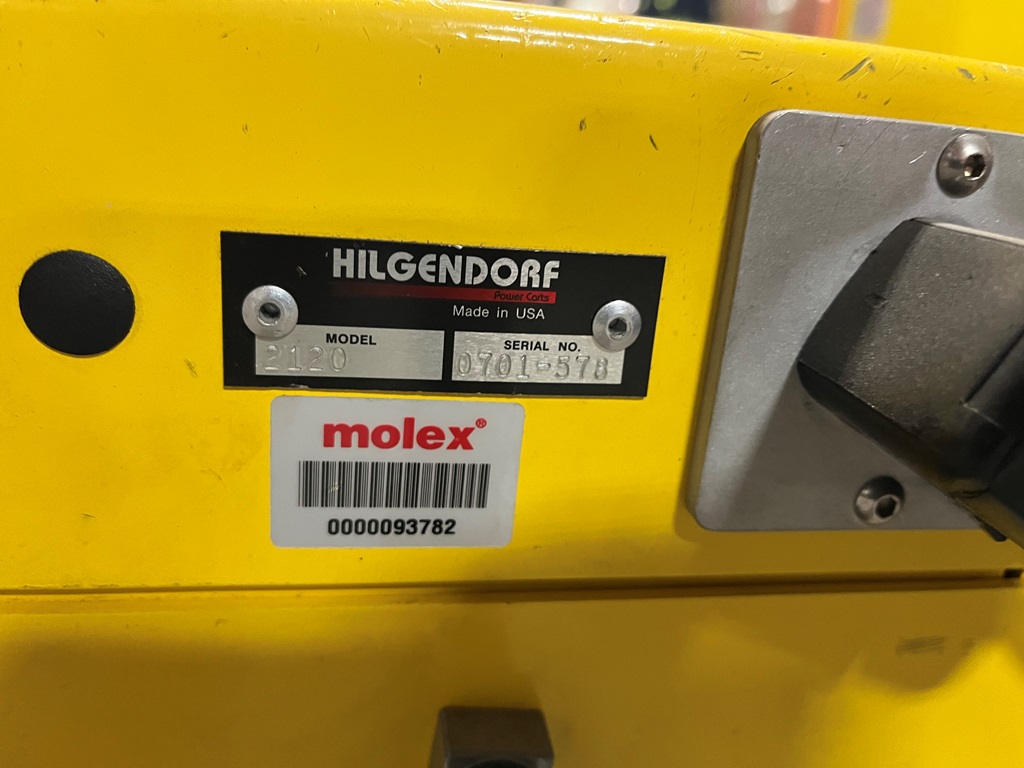 HILGENDORF
Power Carts
Made in USA
MODEL
2120
SERIAL NO.
0701-578
molex®
0000093782